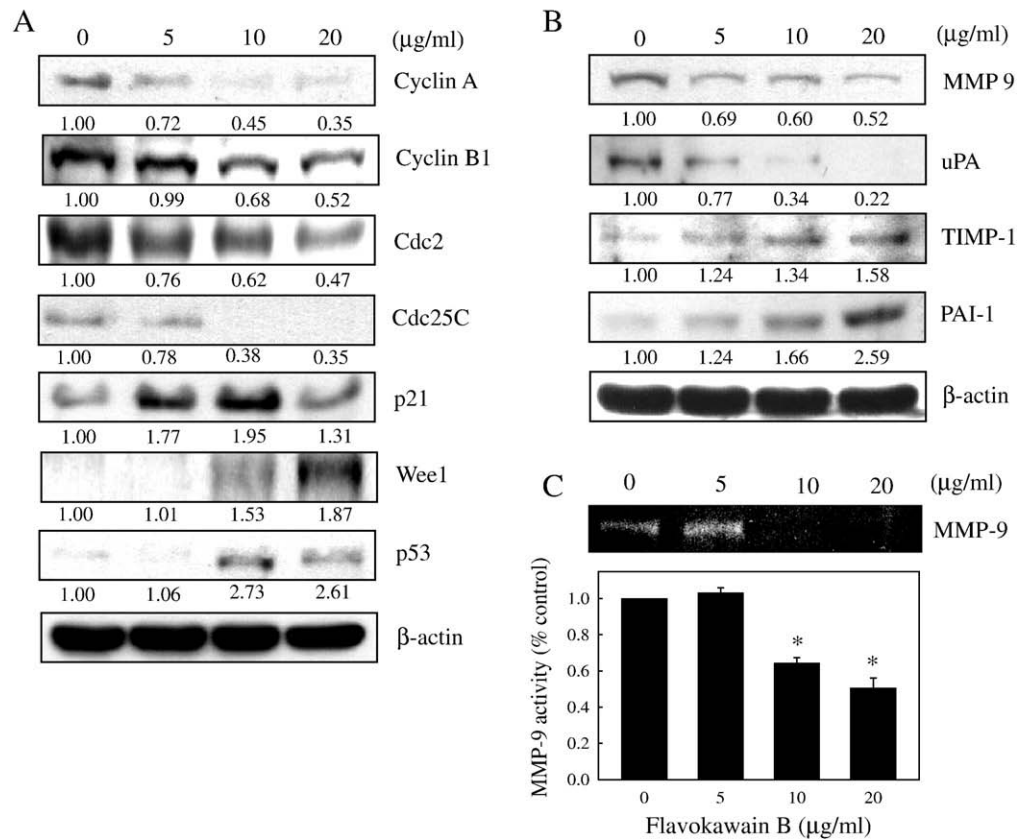 A
0 5 10 20 (μg/ml)
Cyclin A
1.00 0.72 0.45 0.35
Cyclin B1
1.00 0.99 0.68 0.52
Cdc2
1.00 0.76 0.62 0.47
Cdc25C
1.00 0.78 0.38 0.35
p21
1.00 1.77 1.95 1.31
Wee1
1.00 1.01 1.53 1.87
p53
1.00 1.06 2.73 2.61
β-actin
B
0 5 10 20 (μg/ml)
MMP 9
1.00 0.69 0.60 0.52
uPA
1.00 0.77 0.34 0.22
TIMP-1
1.00 1.24 1.34 1.58
PAI-1
1.00 1.24 1.66 2.59
β-actin
C
0 5 10 20 (μg/ml)
MMP-9
MMP-9 activity (% control)
1.0
0.8
0.6
0.4
0.2
0.0
* *
0 5 10 20
Flavokawain B (μg/ml)